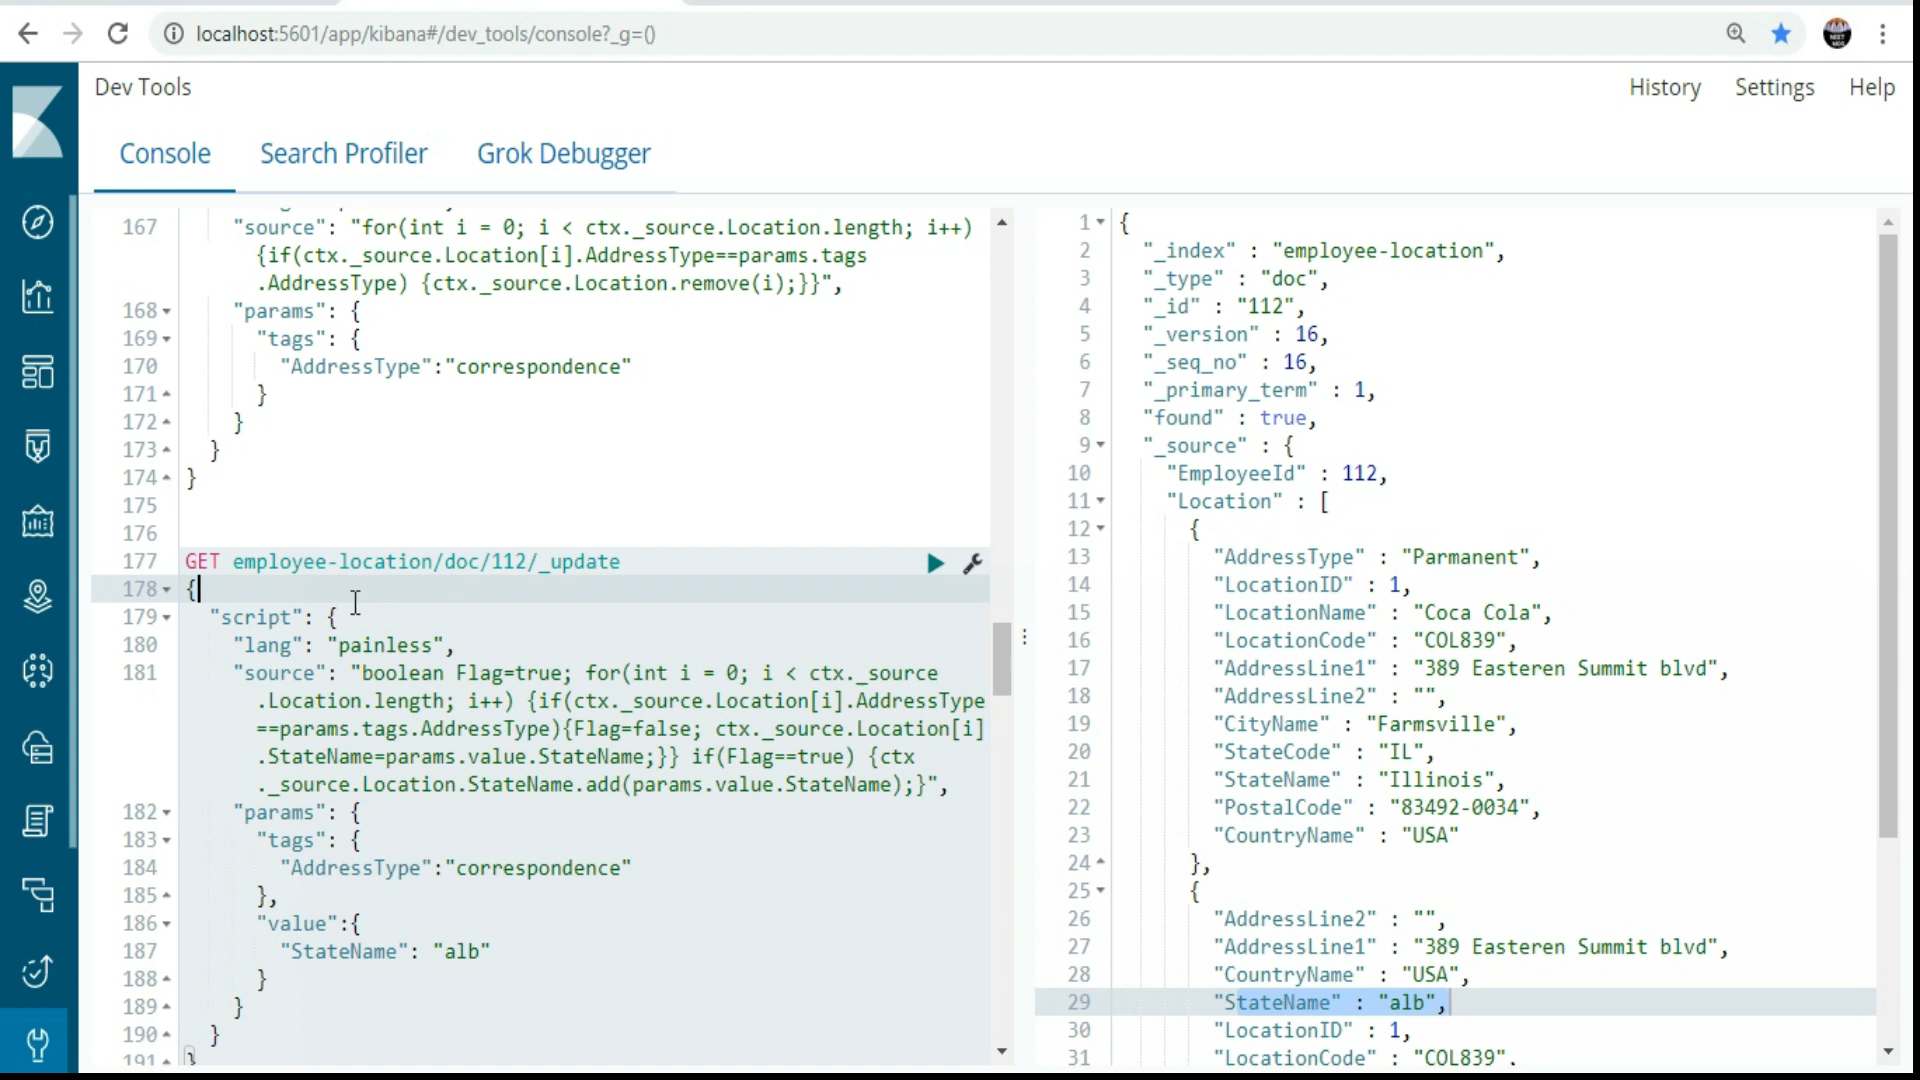 localhost:5601/app/kibana#/dev_tools/console?_g=()
Dev Tools
History
Settings
Help
Console
Search Profiler
Grok Debugger
167 "source": "for(int i = 0; i < ctx._source.Location.length; i++)
{if(ctx._source.Location[i].AddressType==params.tags
.AddressType) {ctx._source.Location.remove(i);}}",
168 "params": {
169 "tags": {
170 "AddressType":"correspondence"
171 }
172 }
173 }
174 }
175
176
177 GET employee-location/doc/112/_update
178 {
179 "script": {
180 "lang": "painless",
181 "source": "boolean Flag=true; for(int i = 0; i < ctx._source
.Location.length; i++) {if(ctx._source.Location[i].AddressType
==params.tags.AddressType){Flag=false; ctx._source.Location[i]
.StateName=params.value.StateName;}} if(Flag==true) {ctx
._source.Location.StateName.add(params.value.StateName);}",
182 "params": {
183 "tags": {
184 "AddressType":"correspondence"
185 },
186 "value":{
187 "StateName": "alb"
188 }
189 }
190 }
191 }
1 {
2 "_index" : "employee-location",
3 "_type" : "doc",
4 "_id" : "112",
5 "_version" : 16,
6 "_seq_no" : 16,
7 "_primary_term" : 1,
8 "found" : true,
9 "_source" : {
10 "EmployeeId" : 112,
11 "Location" : [
12 {
13 "AddressType" : "Parmanent",
14 "LocationID" : 1,
15 "LocationName" : "Coca Cola",
16 "LocationCode" : "COL839",
17 "AddressLine1" : "389 Easteren Summit blvd",
18 "AddressLine2" : "",
19 "CityName" : "Farmsville",
20 "StateCode" : "IL",
21 "StateName" : "Illinois",
22 "PostalCode" : "83492-0034",
23 "CountryName" : "USA"
24 },
25 {
26 "AddressLine2" : "",
27 "AddressLine1" : "389 Easteren Summit blvd",
28 "CountryName" : "USA",
29 "StateName" : "alb",
30 "LocationID" : 1,
31 "LocationCode" : "COL839",